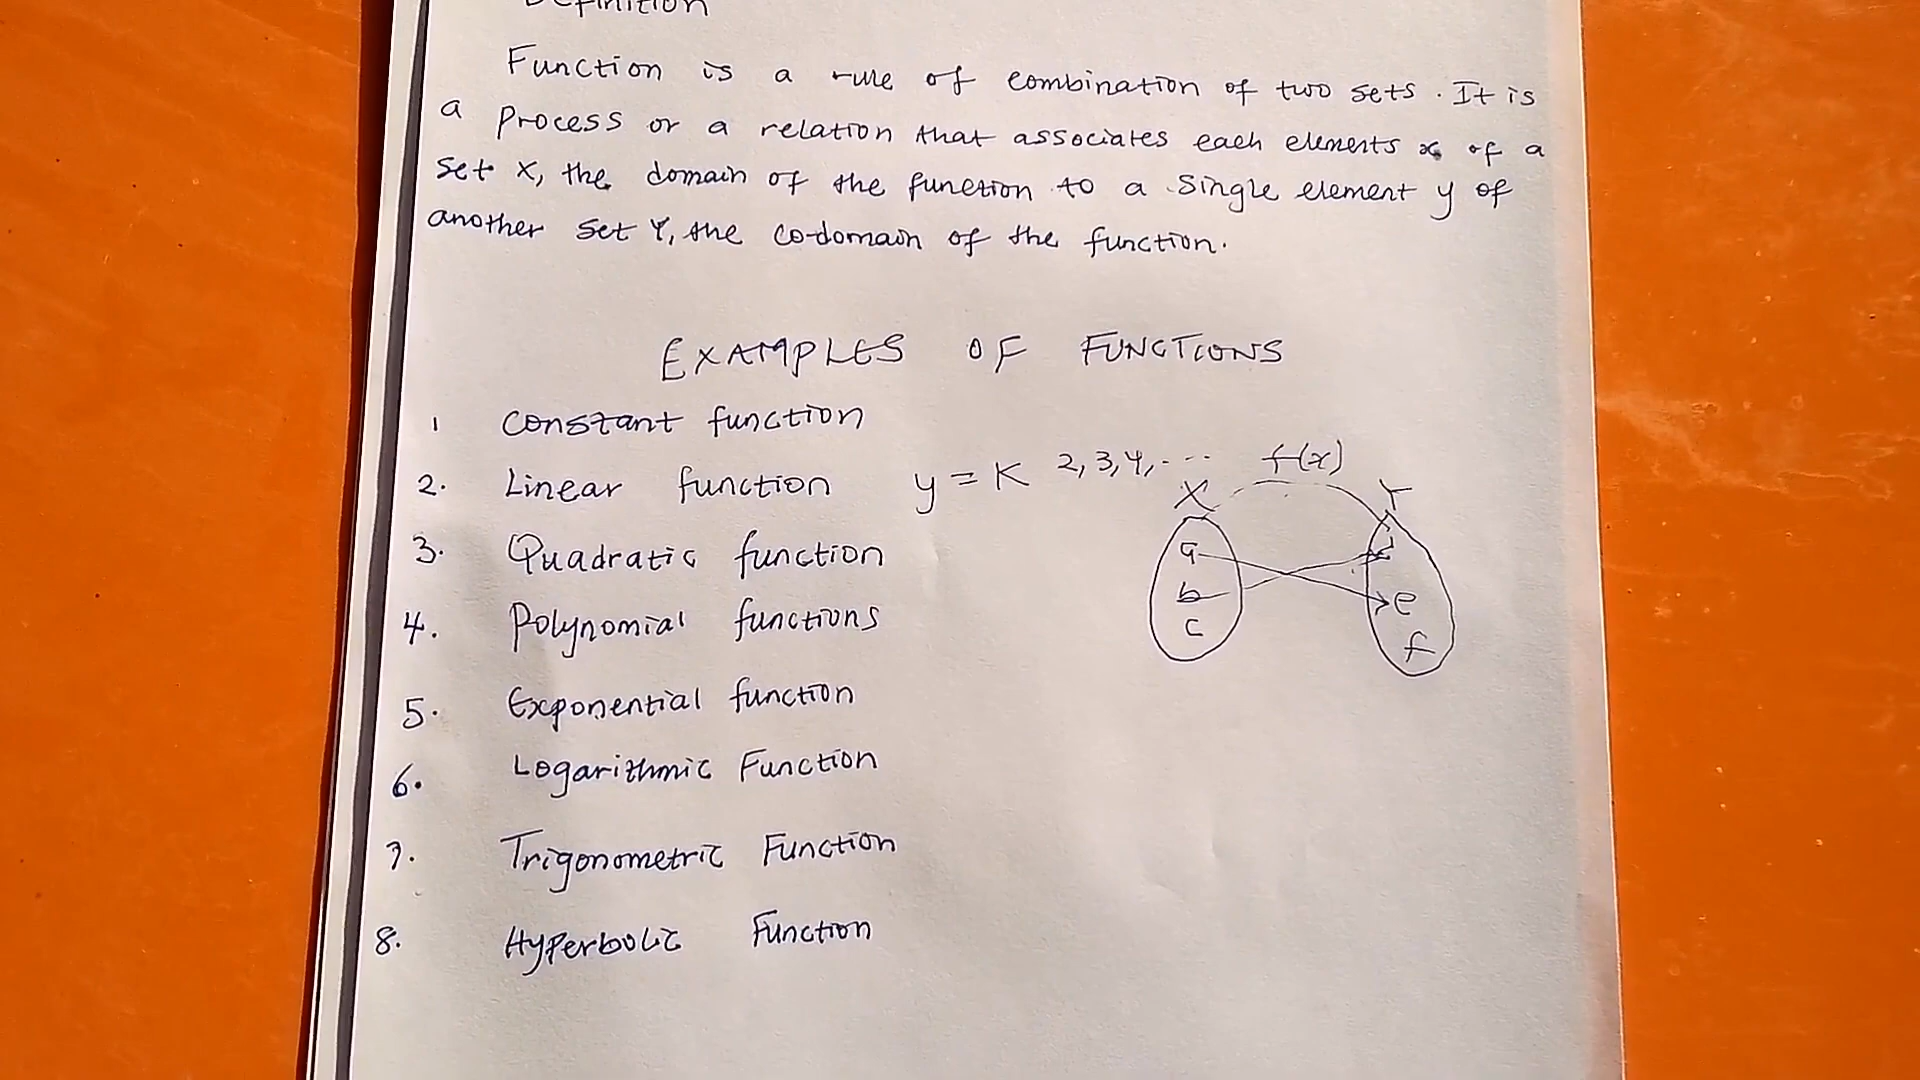 Definition
Function is a rule of combination of two sets. It is
a process or a relation that associates each elements x of a
set X, the domain of the function to a single element y of
another set Y, the co-domain of the function.
EXAMPLES OF FUNCTIONS
1 Constant function
2. Linear function y = K 2, 3, 4, ... f(x)
X Y
3. Quadratic function
a
b e
c f
4. Polynomial functions
5. Exponential function
6. Logarithmic Function
7. Trigonometric Function
8. Hyperbolic Function